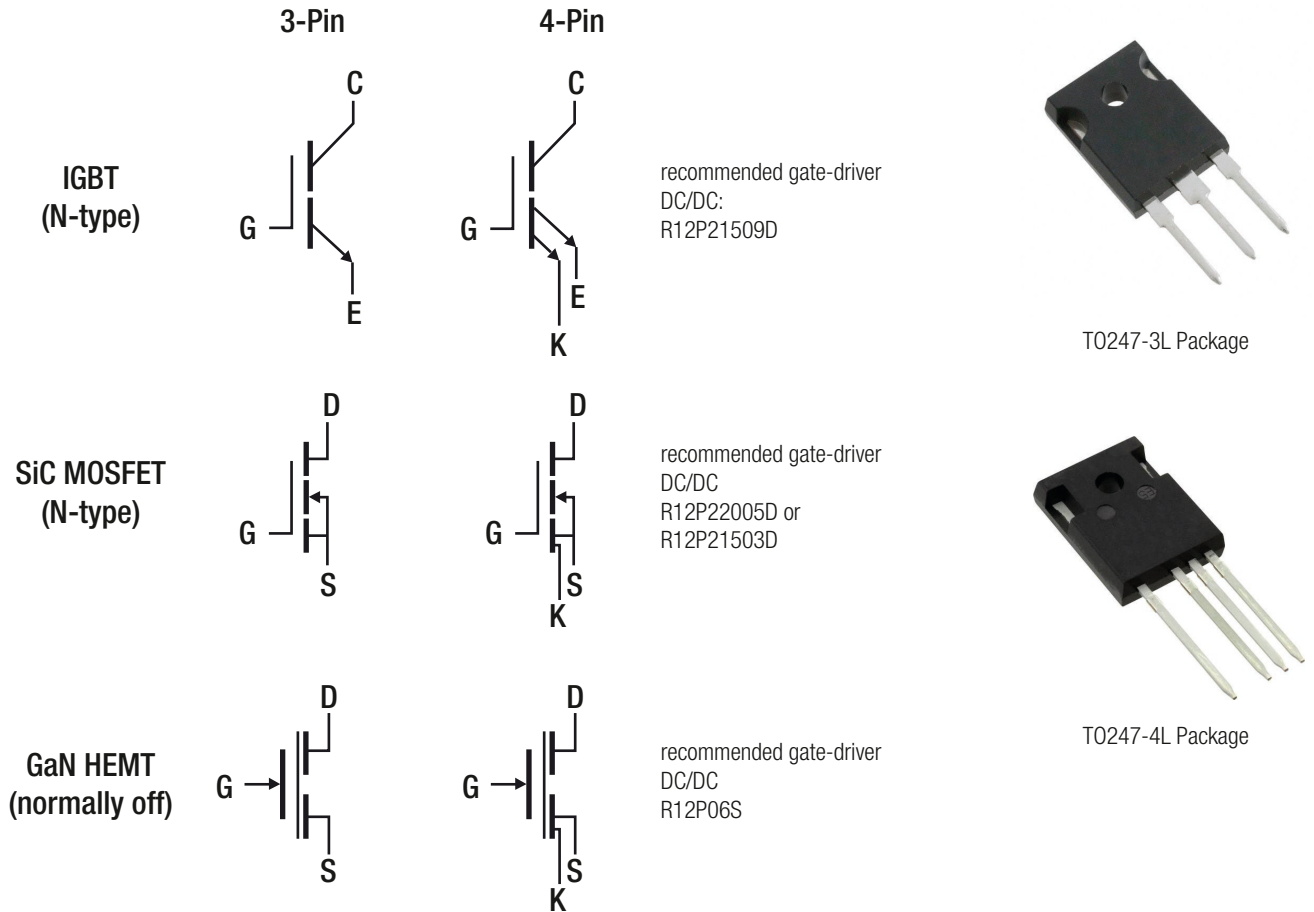 3-Pin
4-Pin
IGBT
(N-type)
C
G
E
C
G
E
K
recommended gate-driver
DC/DC:
R12P21509D
TO247-3L Package
SiC MOSFET
(N-type)
D
G
S
D
G
S
K
recommended gate-driver
DC/DC
R12P22005D or
R12P21503D
TO247-4L Package
GaN HEMT
(normally off)
D
G
S
D
G
S
K
recommended gate-driver
DC/DC
R12P06S